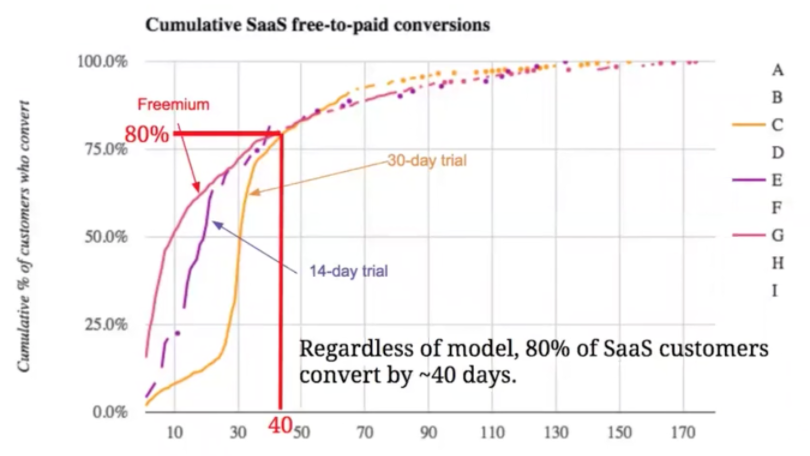 Cumulative SaaS free-to-paid conversions
Cumulative % of customers who convert
100.0%
Freemium
80%
75.0%
30-day trial
50.0%
14-day trial
25.0%
Regardless of model, 80% of SaaS customers
convert by ~40 days.
0.0%
10 30 40 50 70 90 110 130 150 170
A
B
C
D
E
F
G
H
I